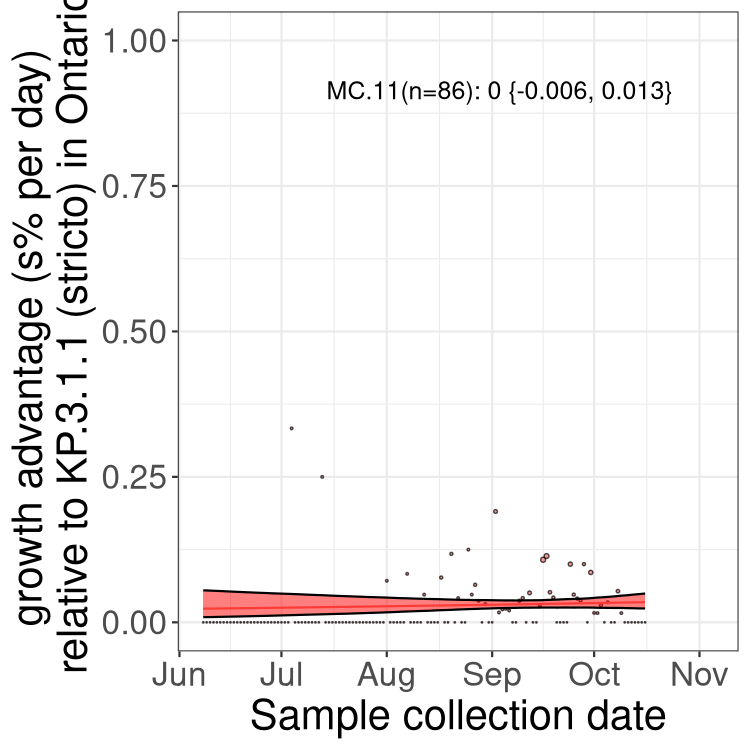 growth advantage (s% per day)
relative to KP.3.1.1 (stricto) in Ontario
1.00
0.75
0.50
0.25
0.00
MC.11(n=86): 0 {-0.006, 0.013}
Jun Jul Aug Sep Oct Nov
Sample collection date